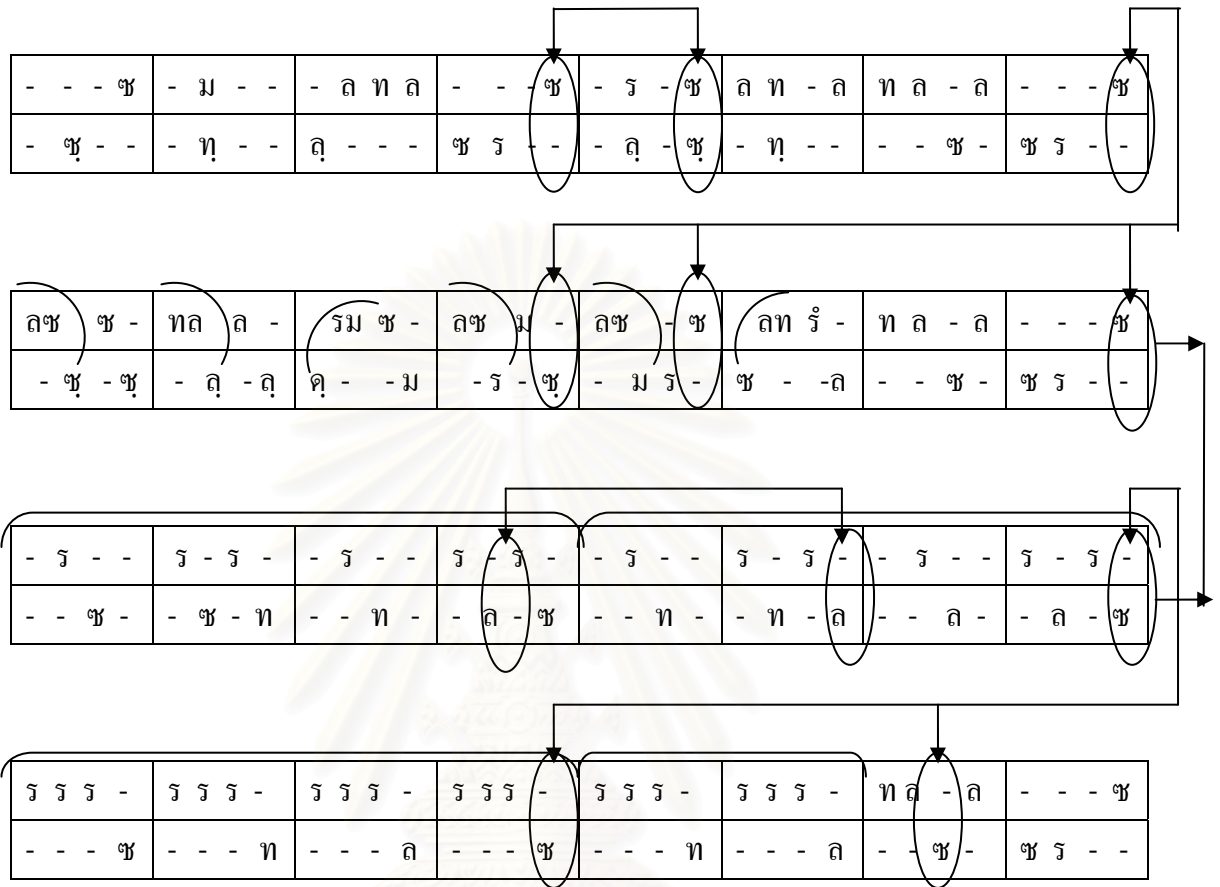 - - - ซ - ม - - - ล ท ล - - - ซ - ร - ซ ล ท - ล ท ล - ล - - - ซ
- ซฺ - - - ทฺ - - ลฺ - - - ซ ร - - - ลฺ - ซฺ - ทฺ - - - - ซ - ซ ร - -
ลซ ซ - ทล ล - รม ซ - ลซ ม - ลซ - ซ ลท รํ - ท ล - ล - - - ซ
- ซฺ - ซฺ - ลฺ - ลฺ ดฺ - - ม - ร - ซฺ - ม ร - ซ - - ล - - ซ - ซ ร - -
- ร - - ร - ร - - ร - - ร - ร - - ร - - ร - ร - - ร - - ร - ร -
- - ซ - - ซ - ท - - ท - - ล - ซ - - ท - - ท - ล - - ล - - ล - ซ
ร ร ร - ร ร ร - ร ร ร - ร ร ร - ร ร ร - ร ร ร - ท ล - ล - - - ซ
- - - ซ - - - ท - - - ล - - - ซ - - - ท - - - ล - - ซ - ซ ร - -